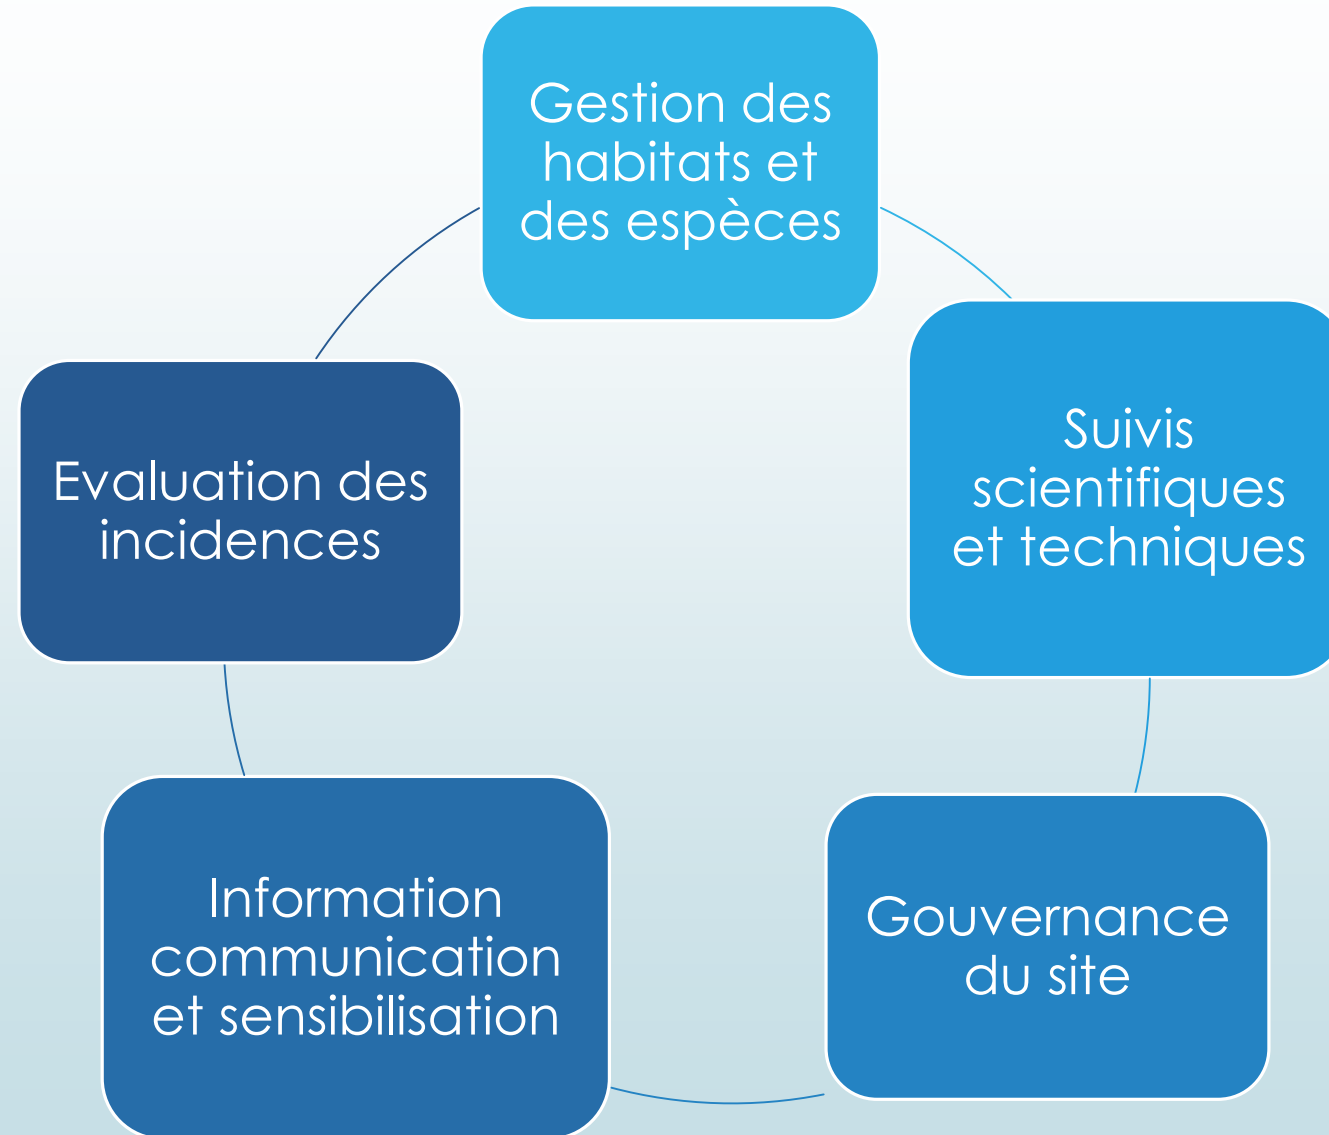 Gestion des
habitats et
des espèces
Suivis
scientifiques
et techniques
Gouvernance
du site
Information
communication
et sensibilisation
Evaluation des
incidences